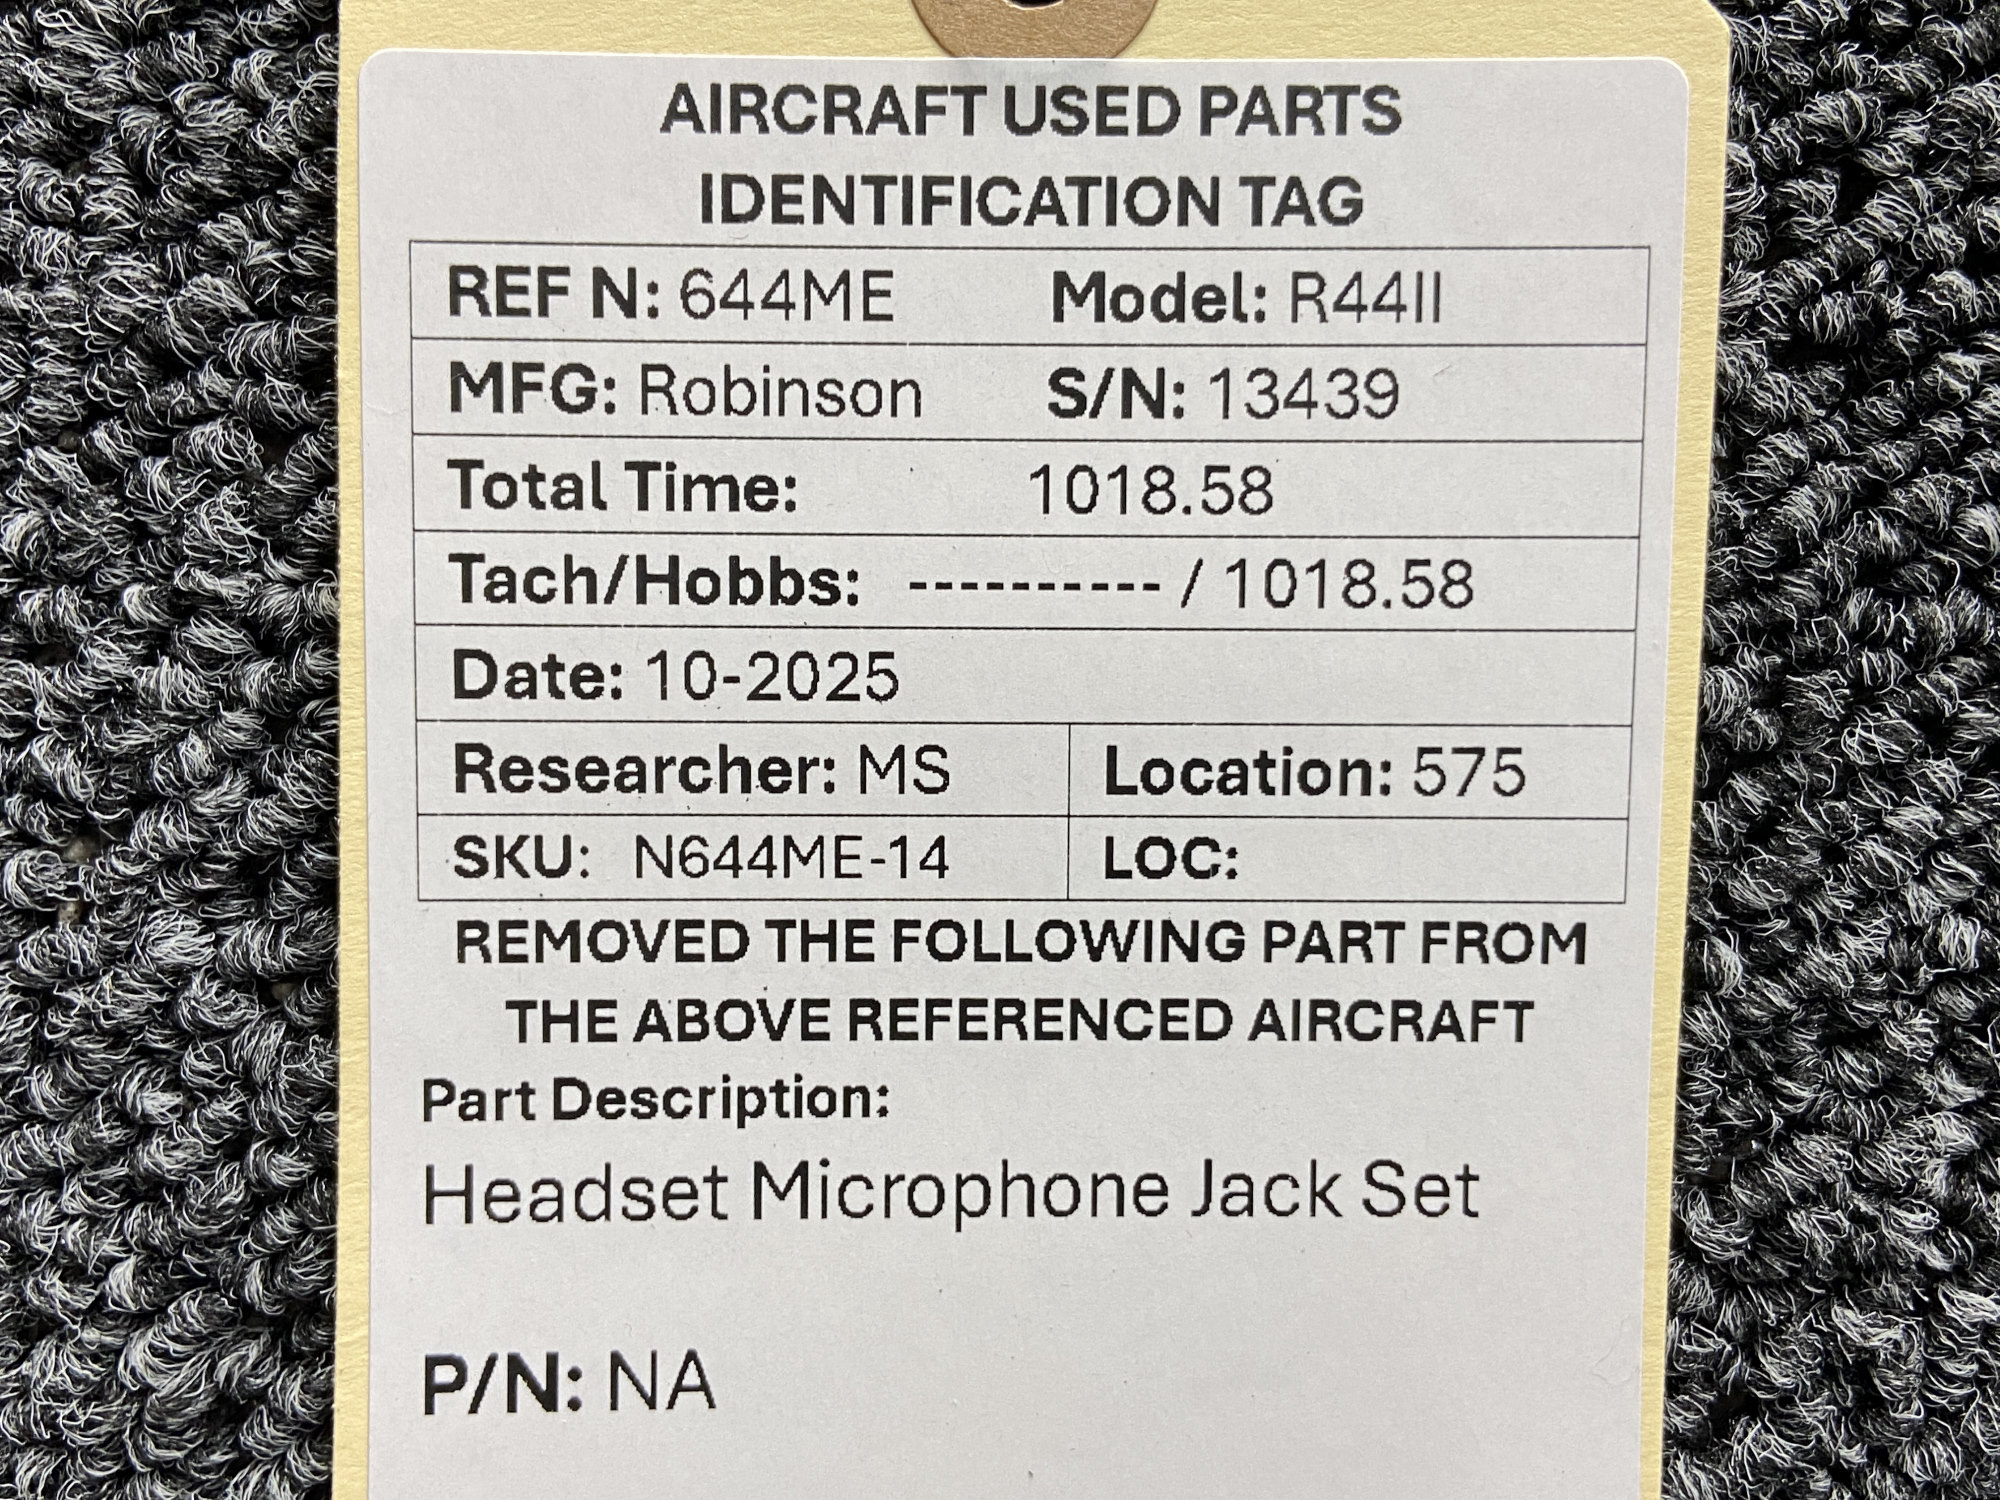 AIRCRAFT USED PARTS
IDENTIFICATION TAG
REF N: 644ME Model: R44II
MFG: Robinson S/N: 13439
Total Time: 1018.58
Tach/Hobbs: ---------- / 1018.58
Date: 10-2025
Researcher: MS Location: 575
SKU: N644ME-14 LOC:
REMOVED THE FOLLOWING PART FROM
THE ABOVE REFERENCED AIRCRAFT
Part Description:
Headset Microphone Jack Set
P/N: NA